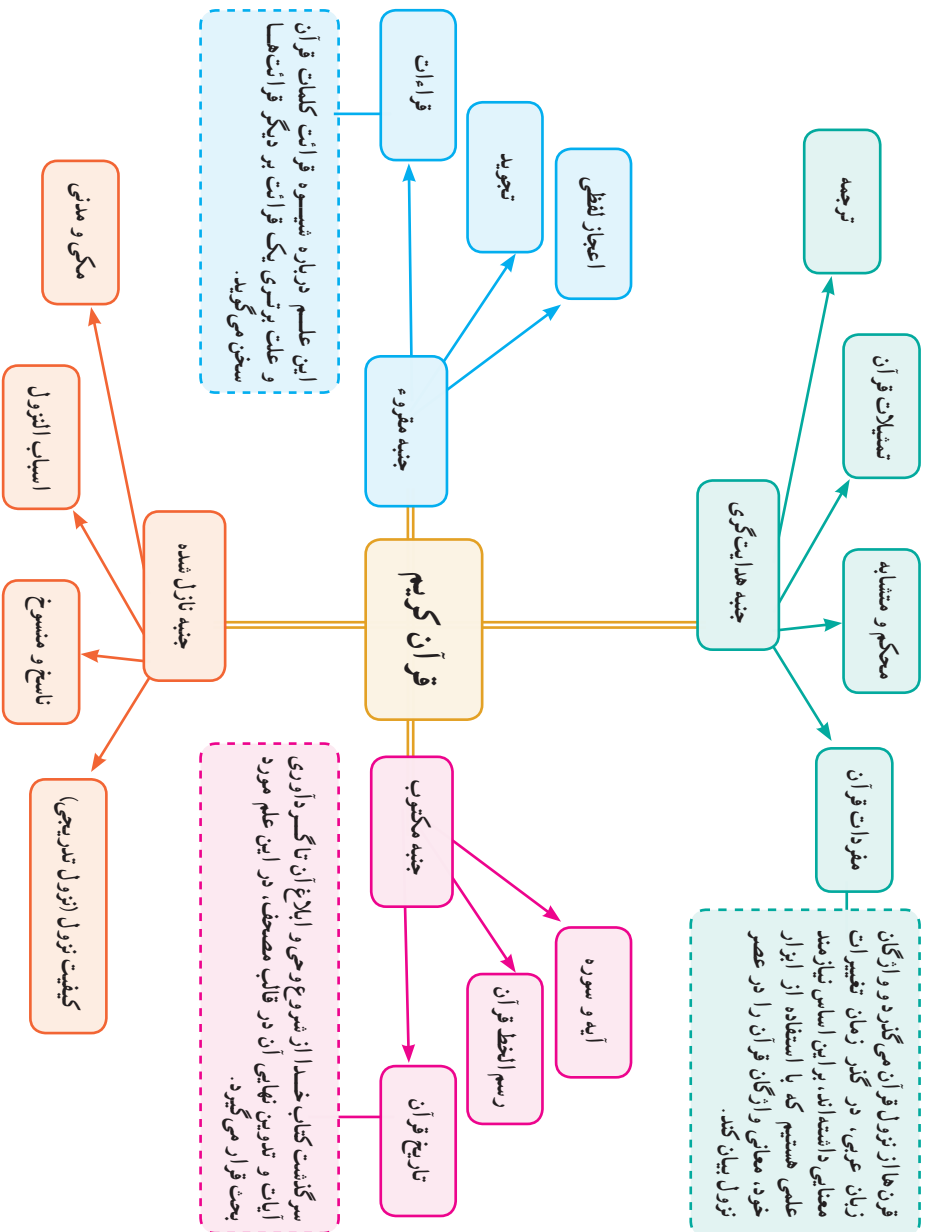 قرآن کریم
جنبه هدایت‌گری
ترجمه
تمثیلات قرآن
محکم و متشابه
مفردات قرآن
قرن‌ها از نزول قرآن می‌گذرد و واژگان
زبان عربی، در گذر زمان تغییرات
معنایی داشته‌اند، بر این اساس نیازمند
علمی هستیم که با استفاده از ابزار
خود، معانی واژگان قرآن را در عصر
نزول بیان کند.
جنبه مقروء
اعجاز لفظی
تجوید
قراءات
این علم درباره شیوه قرائت کلمات قرآن
و علت برتری یک قرائت بر دیگر قرائت‌ها
سخن می‌گوید.
جنبه مکتوب
آیه و سوره
رسم الخط قرآن
تاریخ قرآن
سرگذشت کتاب خدا از شروع وحی و ابلاغ آن تا گردآوری
آیات و تدوین نهایی آن در قالب مصحف، در این علم مورد
بحث قرار می‌گیرد.
جنبه نازل شده
مکی و مدنی
اسباب النزول
ناسخ و منسوخ
کیفیت نزول (نزول تدریجی)